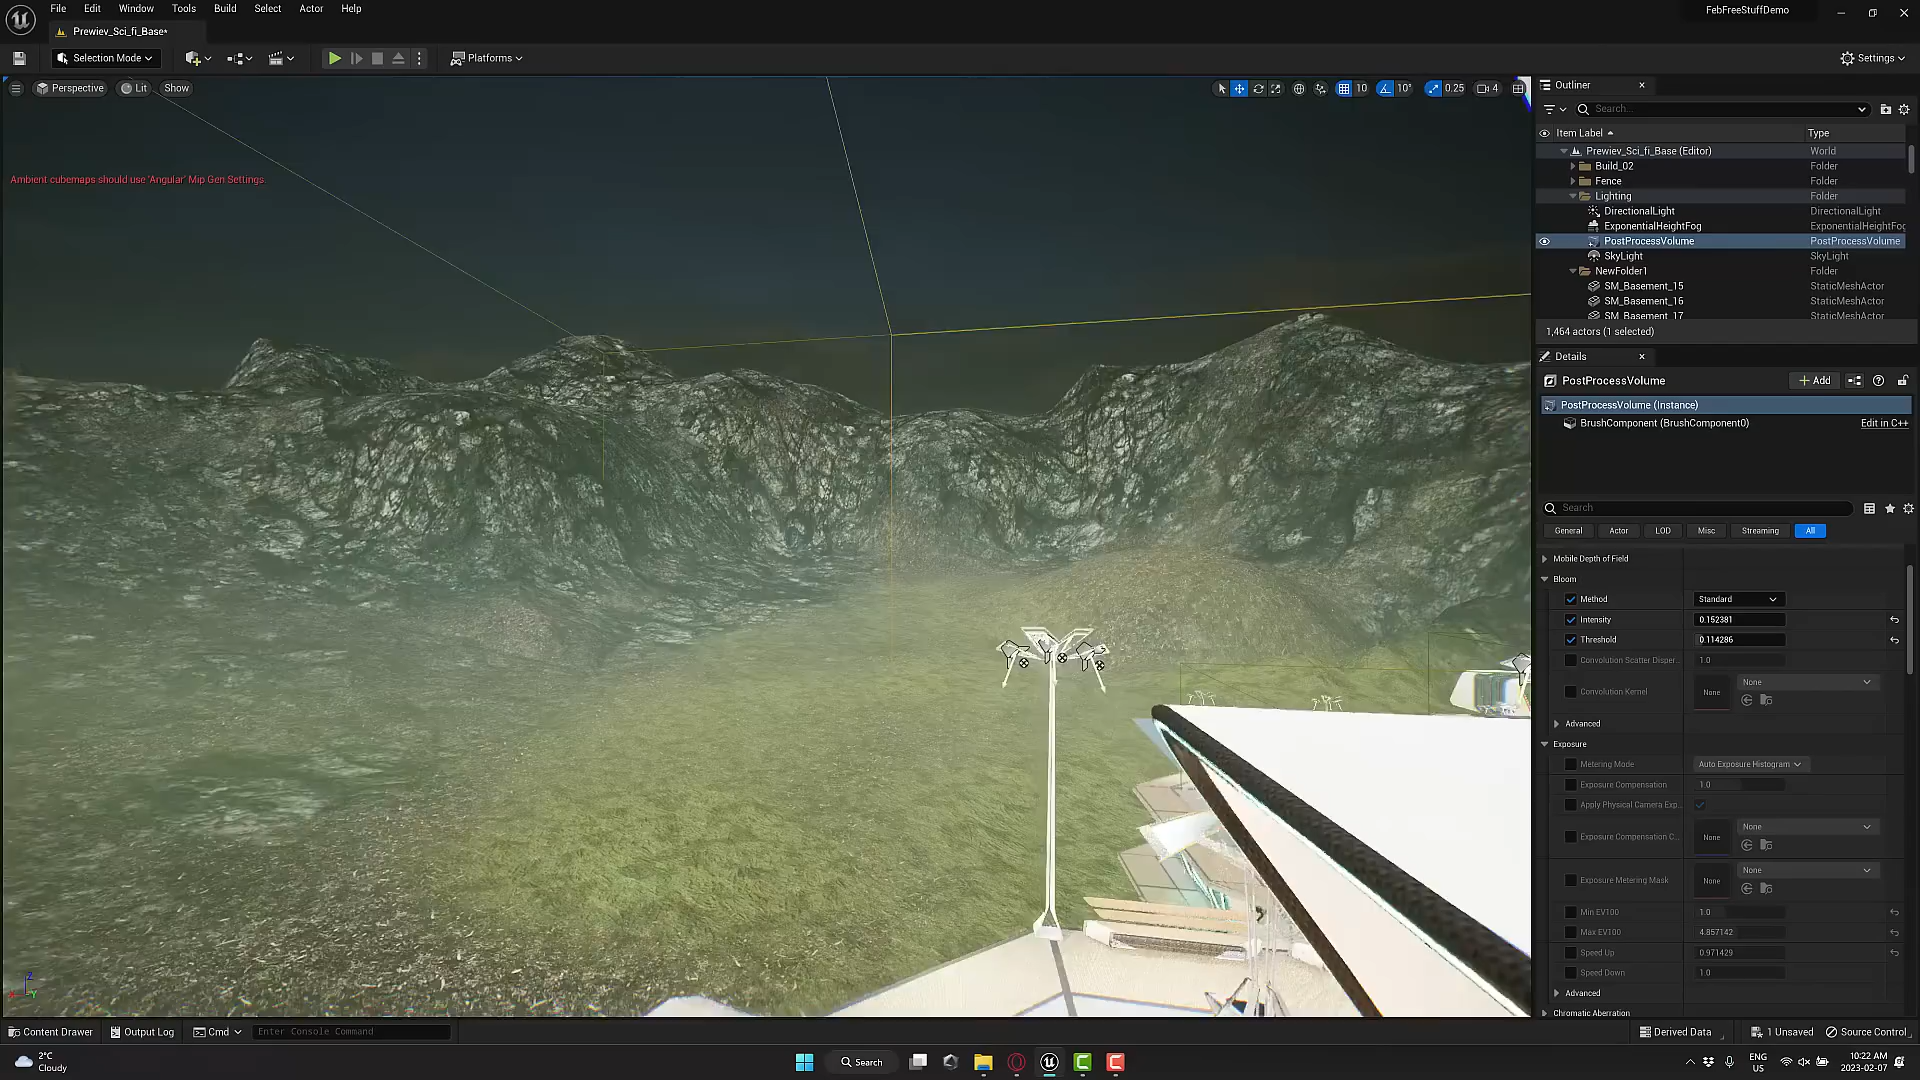 File Edit Window Tools Build Select Actor Help
FebFreeStuffDemo
Prewiev_Sci_fi_Base*
Selection Mode
Platforms
Settings
Perspective Lit Show
10 10° 0.25 4
Ambient cubemaps should use 'Angular' Mip Gen Settings.
Outliner
Search...
Item Label Type
Prewiev_Sci_fi_Base (Editor) World
Build_02 Folder
Fence Folder
Lighting Folder
DirectionalLight DirectionalLight
ExponentialHeightFog ExponentialHeightFog
PostProcessVolume PostProcessVolume
SkyLight SkyLight
NewFolder1 Folder
SM_Basement_15 StaticMeshActor
SM_Basement_16 StaticMeshActor
SM_Basement_17 StaticMeshActor
1,464 actors (1 selected)
Details
PostProcessVolume
Add
PostProcessVolume (Instance)
BrushComponent (BrushComponent0) Edit in C++
Search
General Actor LOD Misc Streaming All
Mobile Depth of Field
Bloom
Method Standard
Intensity 0.152381
Threshold 0.114286
Convolution Scatter Disper... 1.0
Convolution Kernel None None
Advanced
Exposure
Metering Mode Auto Exposure Histogram
Exposure Compensation 1.0
Apply Physical Camera Exp...
Exposure Compensation C... None None
Exposure Metering Mask None None
Min EV100 1.0
Max EV100 4.857142
Speed Up 0.971429
Speed Down 1.0
Advanced
Chromatic Aberration
Content Drawer Output Log Cmd Enter Console Command
Derived Data 1 Unsaved Source Control
2°C
Cloudy
Search
ENG
US
10:22 AM
2023-02-07
X
Z
Y